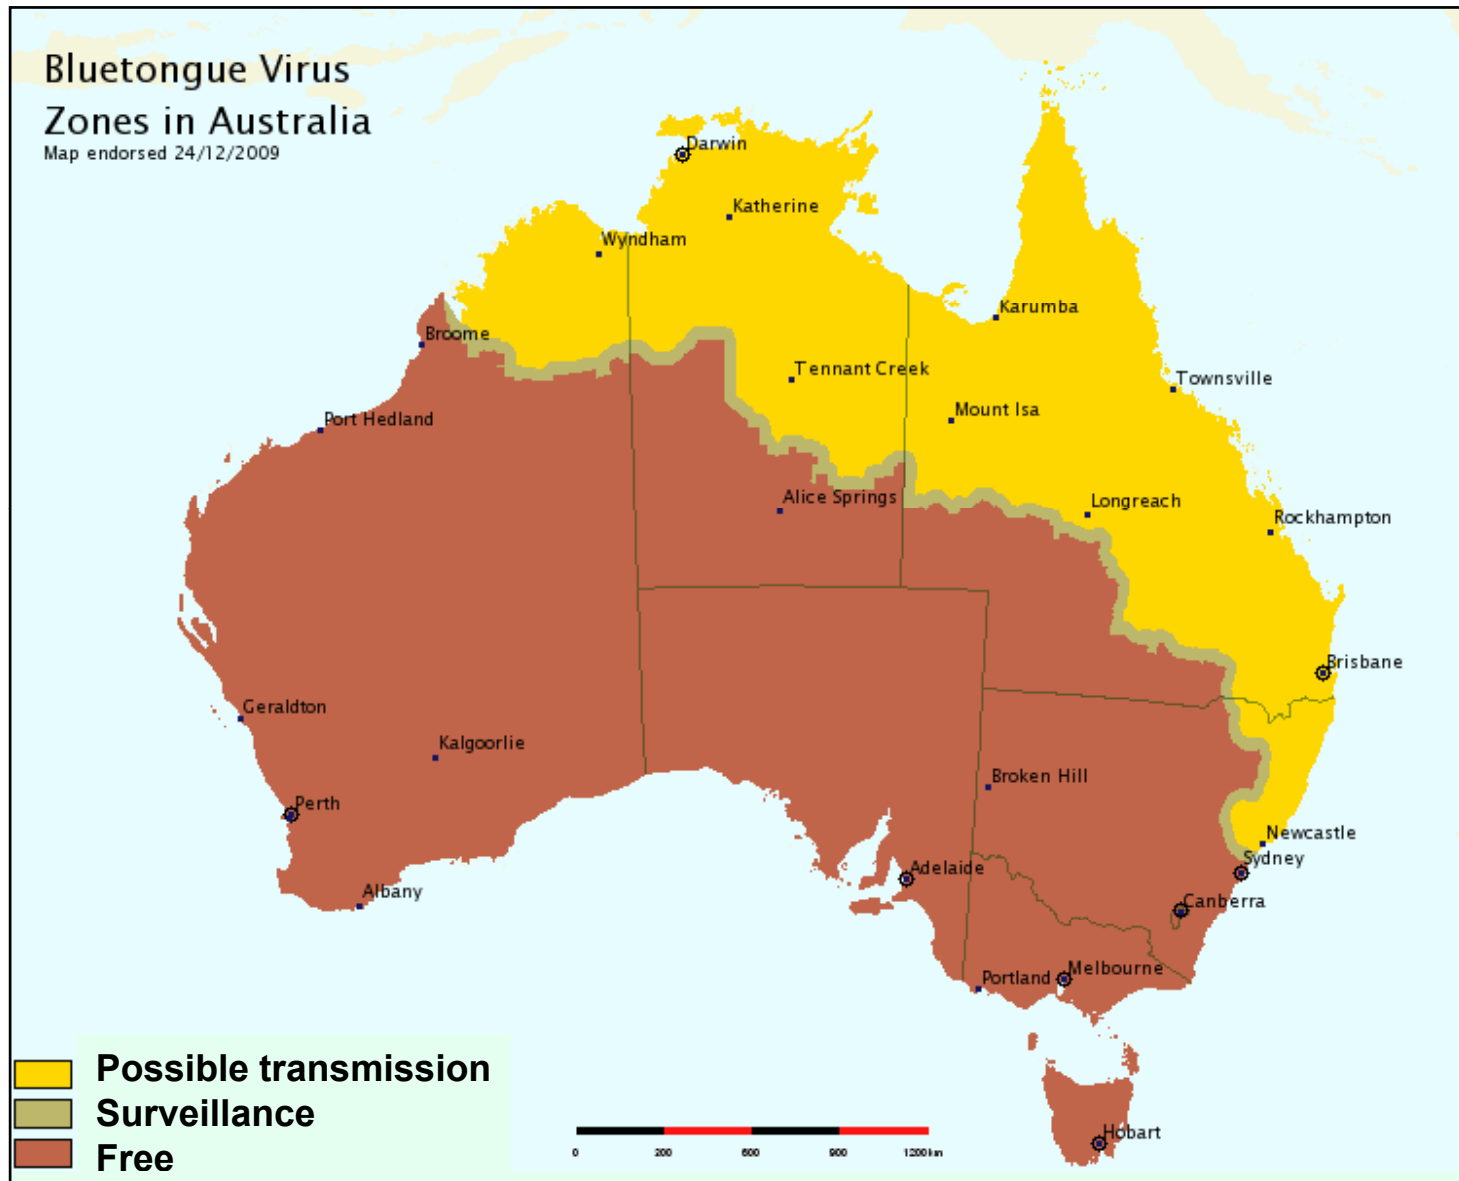 Bluetongue Virus
Zones in Australia
Map endorsed 24/12/2009
Darwin
Katherine
Wyndham
Karumba
Broome
Tennant Creek
Townsville
Mount Isa
Port Hedland
Alice Springs
Longreach
Rockhampton
Brisbane
Geraldton
Kalgoorlie
Broken Hill
Perth
Newcastle
Sydney
Adelaide
Albany
Canberra
Melbourne
Portland
Possible transmission
Surveillance
Free
Hobart
0 200 600 900 1200km